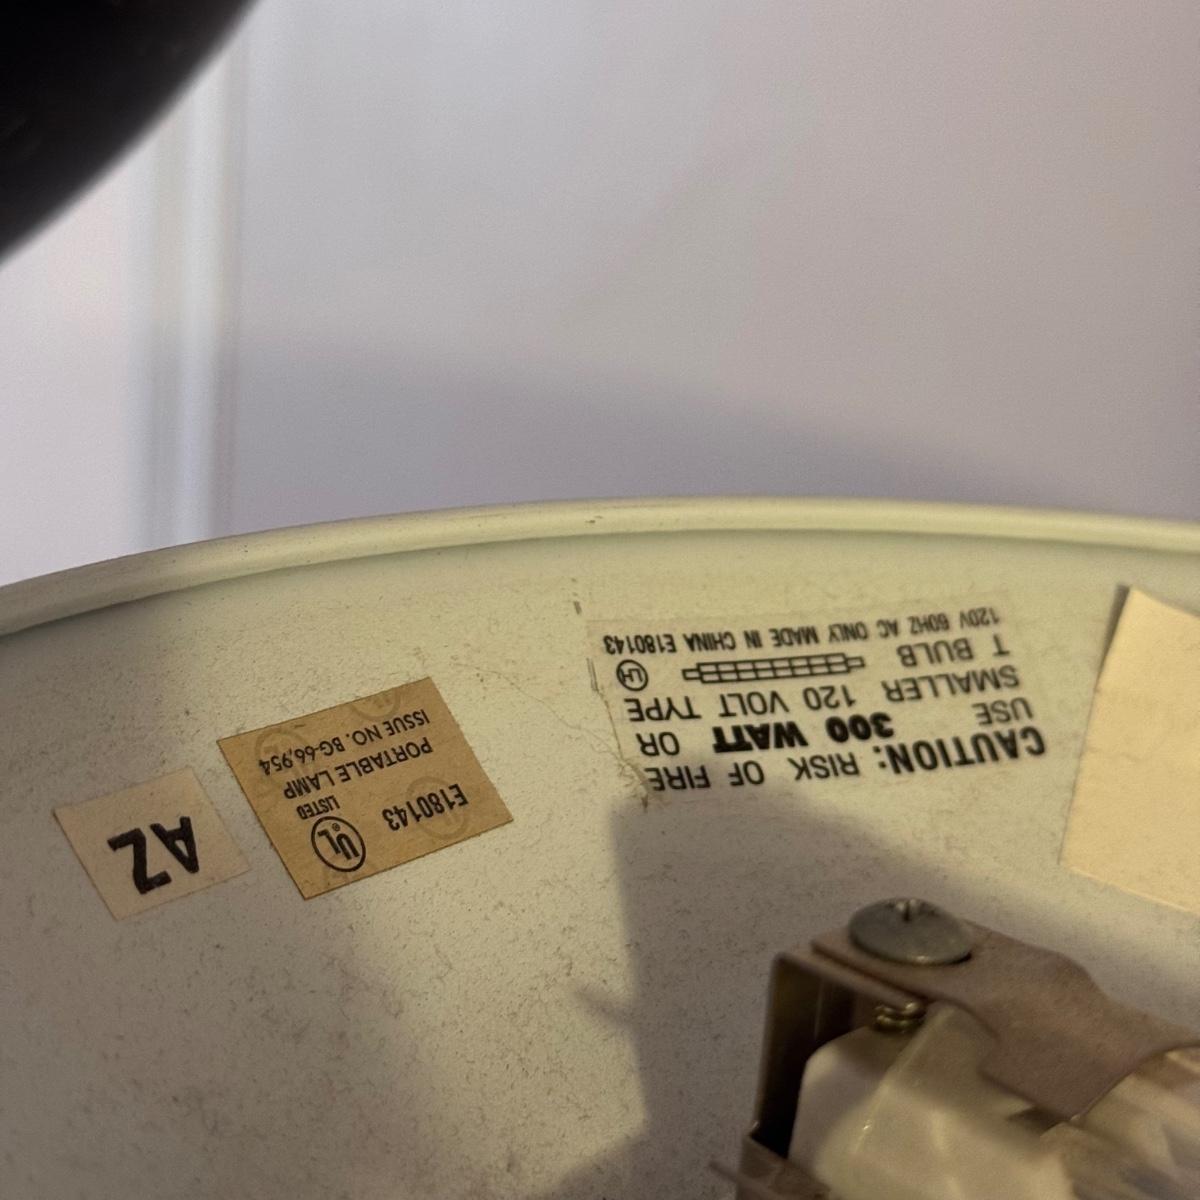 CAUTION: RISK OF FIRE
USE 300 WATT OR
SMALLER 120 VOLT TYPE
T BULB LH
120V 60HZ AC ONLY MADE IN CHINA E180143
E180143 UL
LISTED
PORTABLE LAMP
ISSUE NO. BG-66,954
AZ